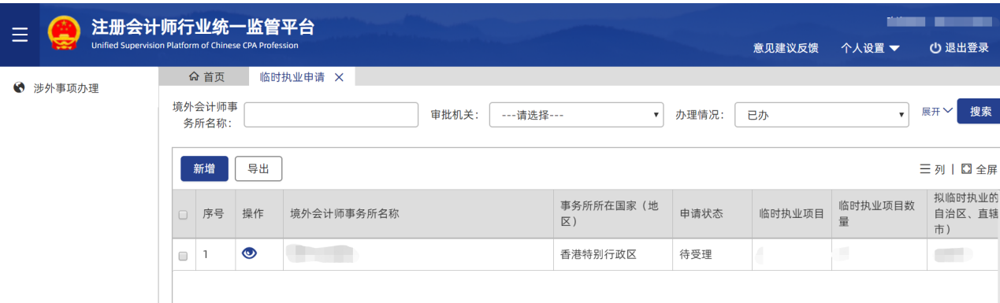 注册会计师行业统一监管平台
Unified Supervision Platform of Chinese CPA Profession
意见建议反馈 个人设置 退出登录
涉外事项办理
首页 临时执业申请
境外会计师事
务所名称：
审批机关： ---请选择---
办理情况： 已办
展开 搜索
新增 导出
列 | 全屏
序号 操作 境外会计师事务所名称
事务所所在国家（地
区）
申请状态 临时执业项目
临时执业项目数
量
拟临时执业的
自治区、直辖
市）
1 香港特别行政区 待受理